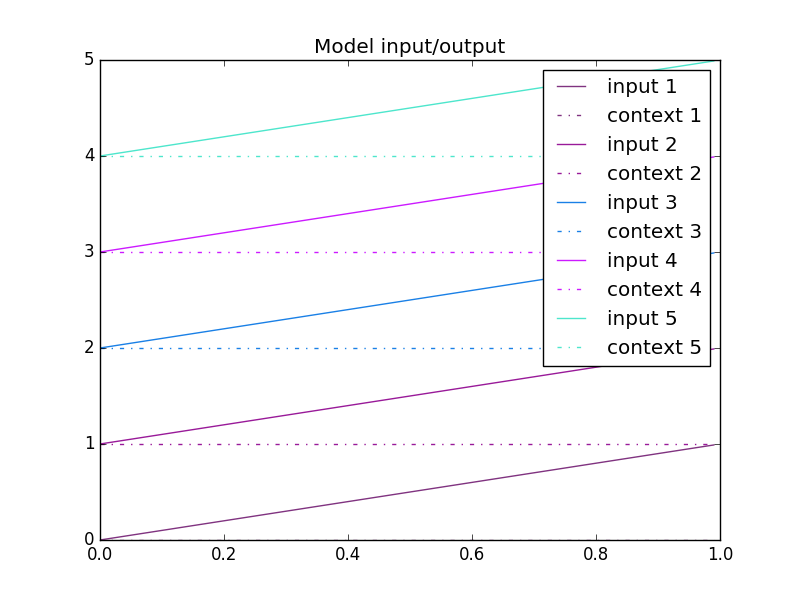 Model input/output
5
4
3
2
1
0
0.0 0.2 0.4 0.6 0.8 1.0
input 1
context 1
input 2
context 2
input 3
context 3
input 4
context 4
input 5
context 5